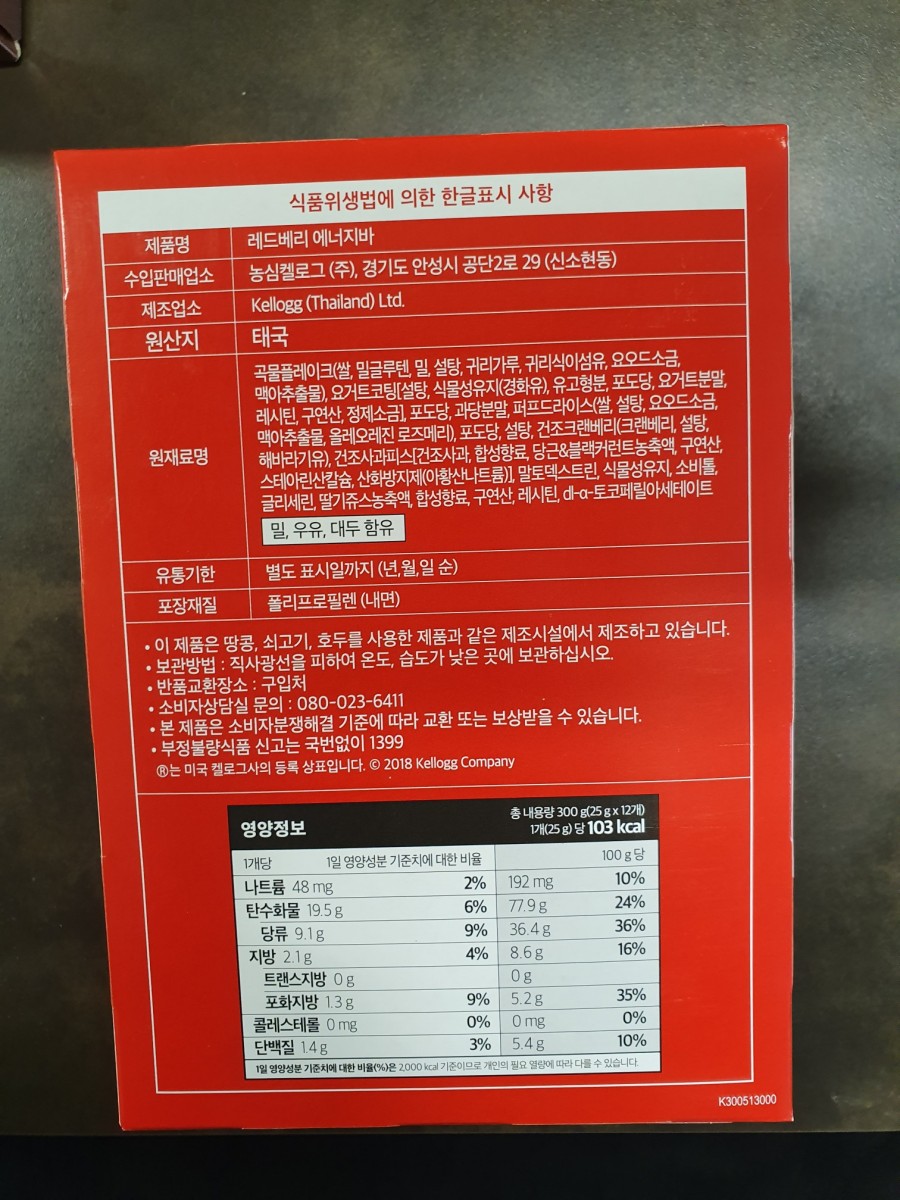 식품위생법에 의한 한글표시 사항
제품명 레드베리 에너지바
수입판매업소 농심켈로그 (주), 경기도 안성시 공단2로 29 (신소현동)
제조업소 Kellogg (Thailand) Ltd.
원산지 태국
원재료명
곡물플레이크(쌀, 밀글루텐, 밀, 설탕, 귀리가루, 귀리식이섬유, 요오드소금,
맥아추출물), 요거트코팅[설탕, 식물성유지(경화유), 유고형분, 포도당, 요거트분말,
레시틴, 구연산, 정제소금], 포도당, 과당분말, 퍼프드라이스(쌀, 설탕, 요오드소금,
맥아추출물, 올레오레진 로즈메리), 포도당, 설탕, 건조크랜베리(크랜베리, 설탕,
해바라기유), 건조사과피스[건조사과, 합성향료, 당근&블랙커런트농축액, 구연산,
스테아린산칼슘, 산화방지제(아황산나트륨)], 말토덱스트린, 식물성유지, 소비톨,
글리세린, 딸기쥬스농축액, 합성향료, 구연산, 레시틴, dl-α-토코페릴아세테이트
밀, 우유, 대두 함유
유통기한 별도 표시일까지 (년,월,일 순)
포장재질 폴리프로필렌 (내면)
• 이 제품은 땅콩, 쇠고기, 호두를 사용한 제품과 같은 제조시설에서 제조하고 있습니다.
• 보관방법 : 직사광선을 피하여 온도, 습도가 낮은 곳에 보관하십시오.
• 반품교환장소 : 구입처
• 소비자상담실 문의 : 080-023-6411
• 본 제품은 소비자분쟁해결 기준에 따라 교환 또는 보상받을 수 있습니다.
• 부정불량식품 신고는 국번없이 1399
®는 미국 켈로그사의 등록 상표입니다. © 2018 Kellogg Company
영양정보
총 내용량 300 g(25 g x 12개)
1개(25 g) 당 103 kcal
1개당 1일 영양성분 기준치에 대한 비율 100 g 당
나트륨 48 mg 2% 192 mg 10%
탄수화물 19.5 g 6% 77.9 g 24%
당류 9.1 g 9% 36.4 g 36%
지방 2.1 g 4% 8.6 g 16%
트랜스지방 0 g 0 g
포화지방 1.3 g 9% 5.2 g 35%
콜레스테롤 0 mg 0% 0 mg 0%
단백질 1.4 g 3% 5.4 g 10%
1일 영양성분 기준치에 대한 비율(%)은 2,000 kcal 기준이므로 개인의 필요 열량에 따라 다를 수 있습니다.
K300513000